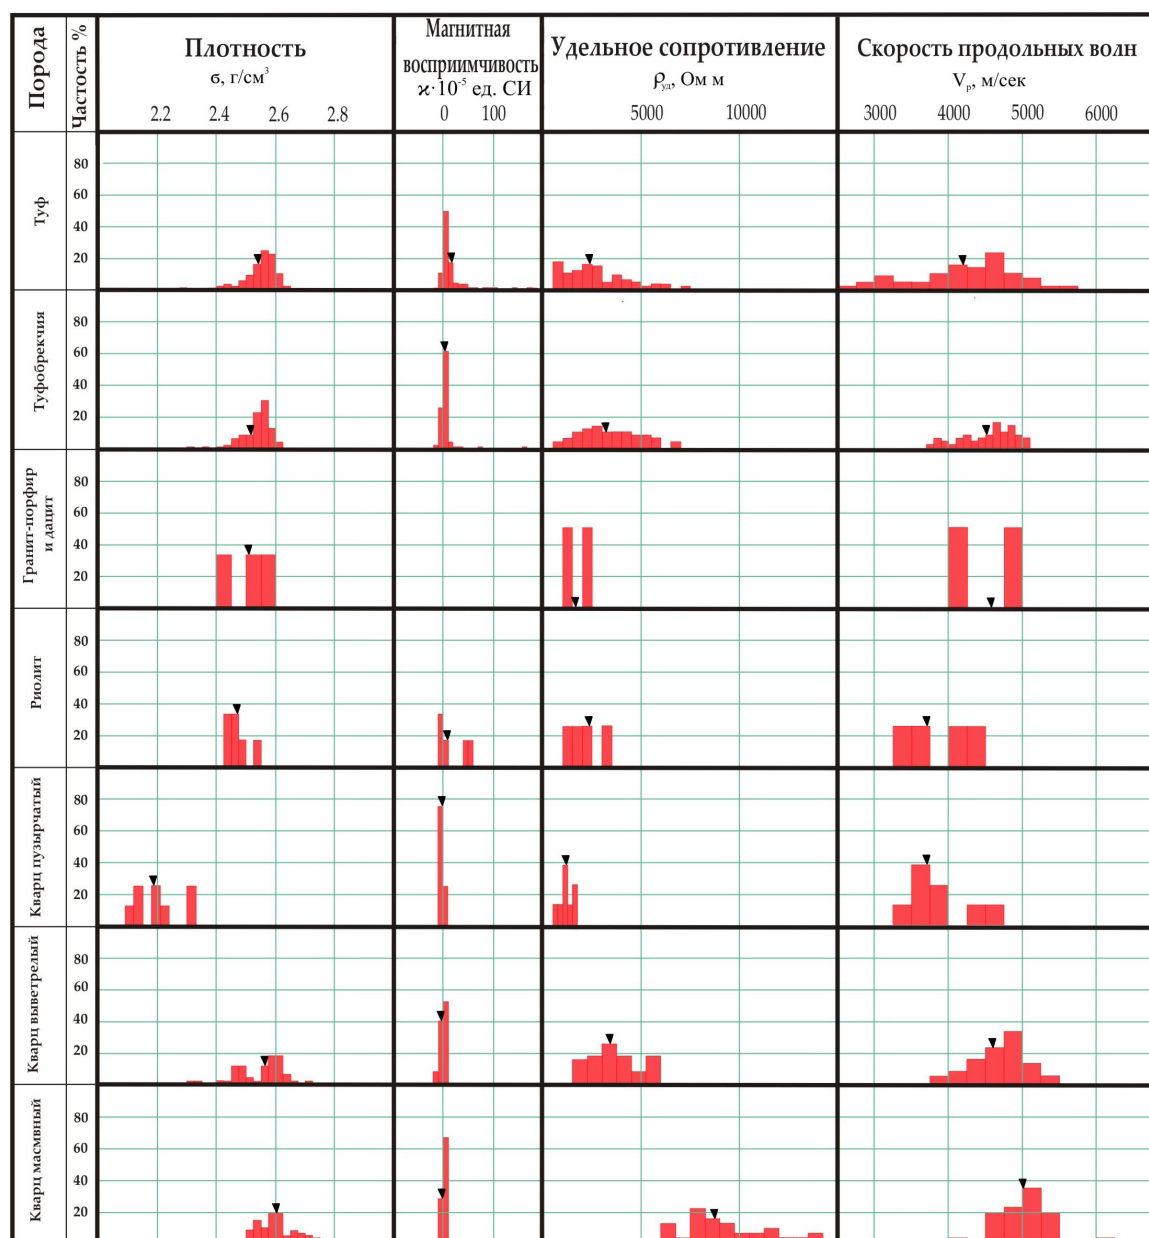 Порода
Частость %
Плотность
σ, г/см³
2.2 2.4 2.6 2.8
Магнитная
восприимчивость
ϰ·10⁻⁵ ед. СИ
0 100
Удельное сопротивление
ρуд, Ом м
5000 10000
Скорость продольных волн
Vр, м/сек
3000 4000 5000 6000
Туф
80
60
40
20
Туфобрекчия
80
60
40
20
Гранит-порфир
и дацит
80
60
40
20
Риолит
80
60
40
20
Кварц пузырчатый
80
60
40
20
Кварц выветрелый
80
60
40
20
Кварц масмвный
80
60
40
20